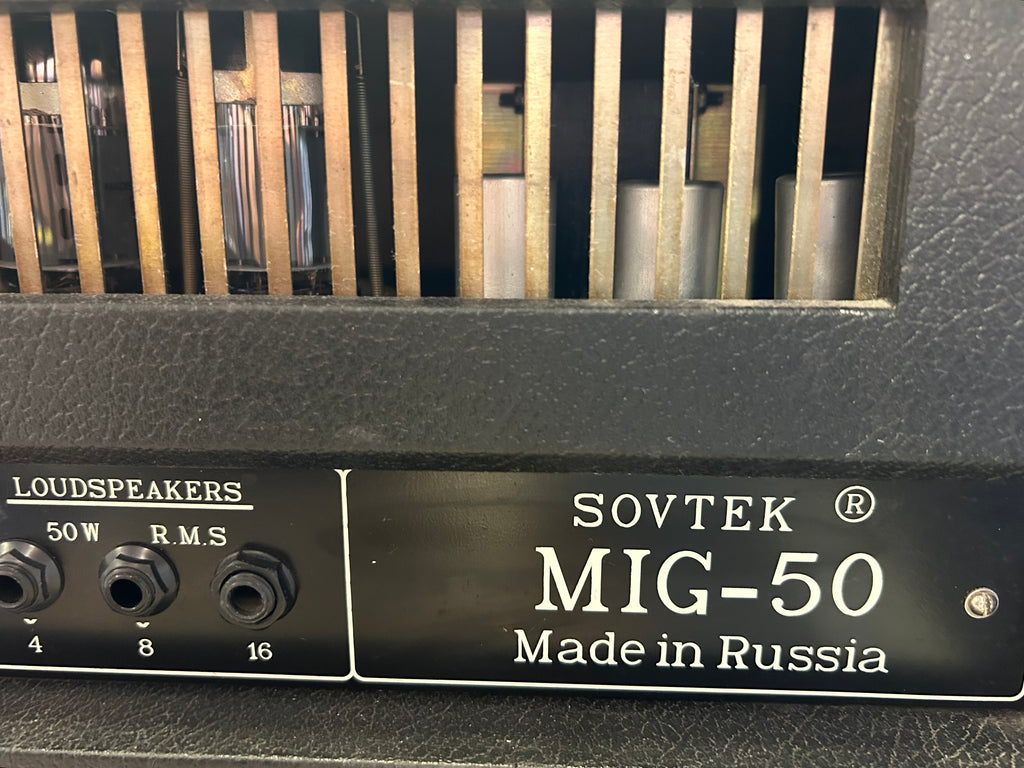 LOUDSPEAKERS
50W R.M.S
4 8 16
SOVTEK ®
MIG-50
Made in Russia